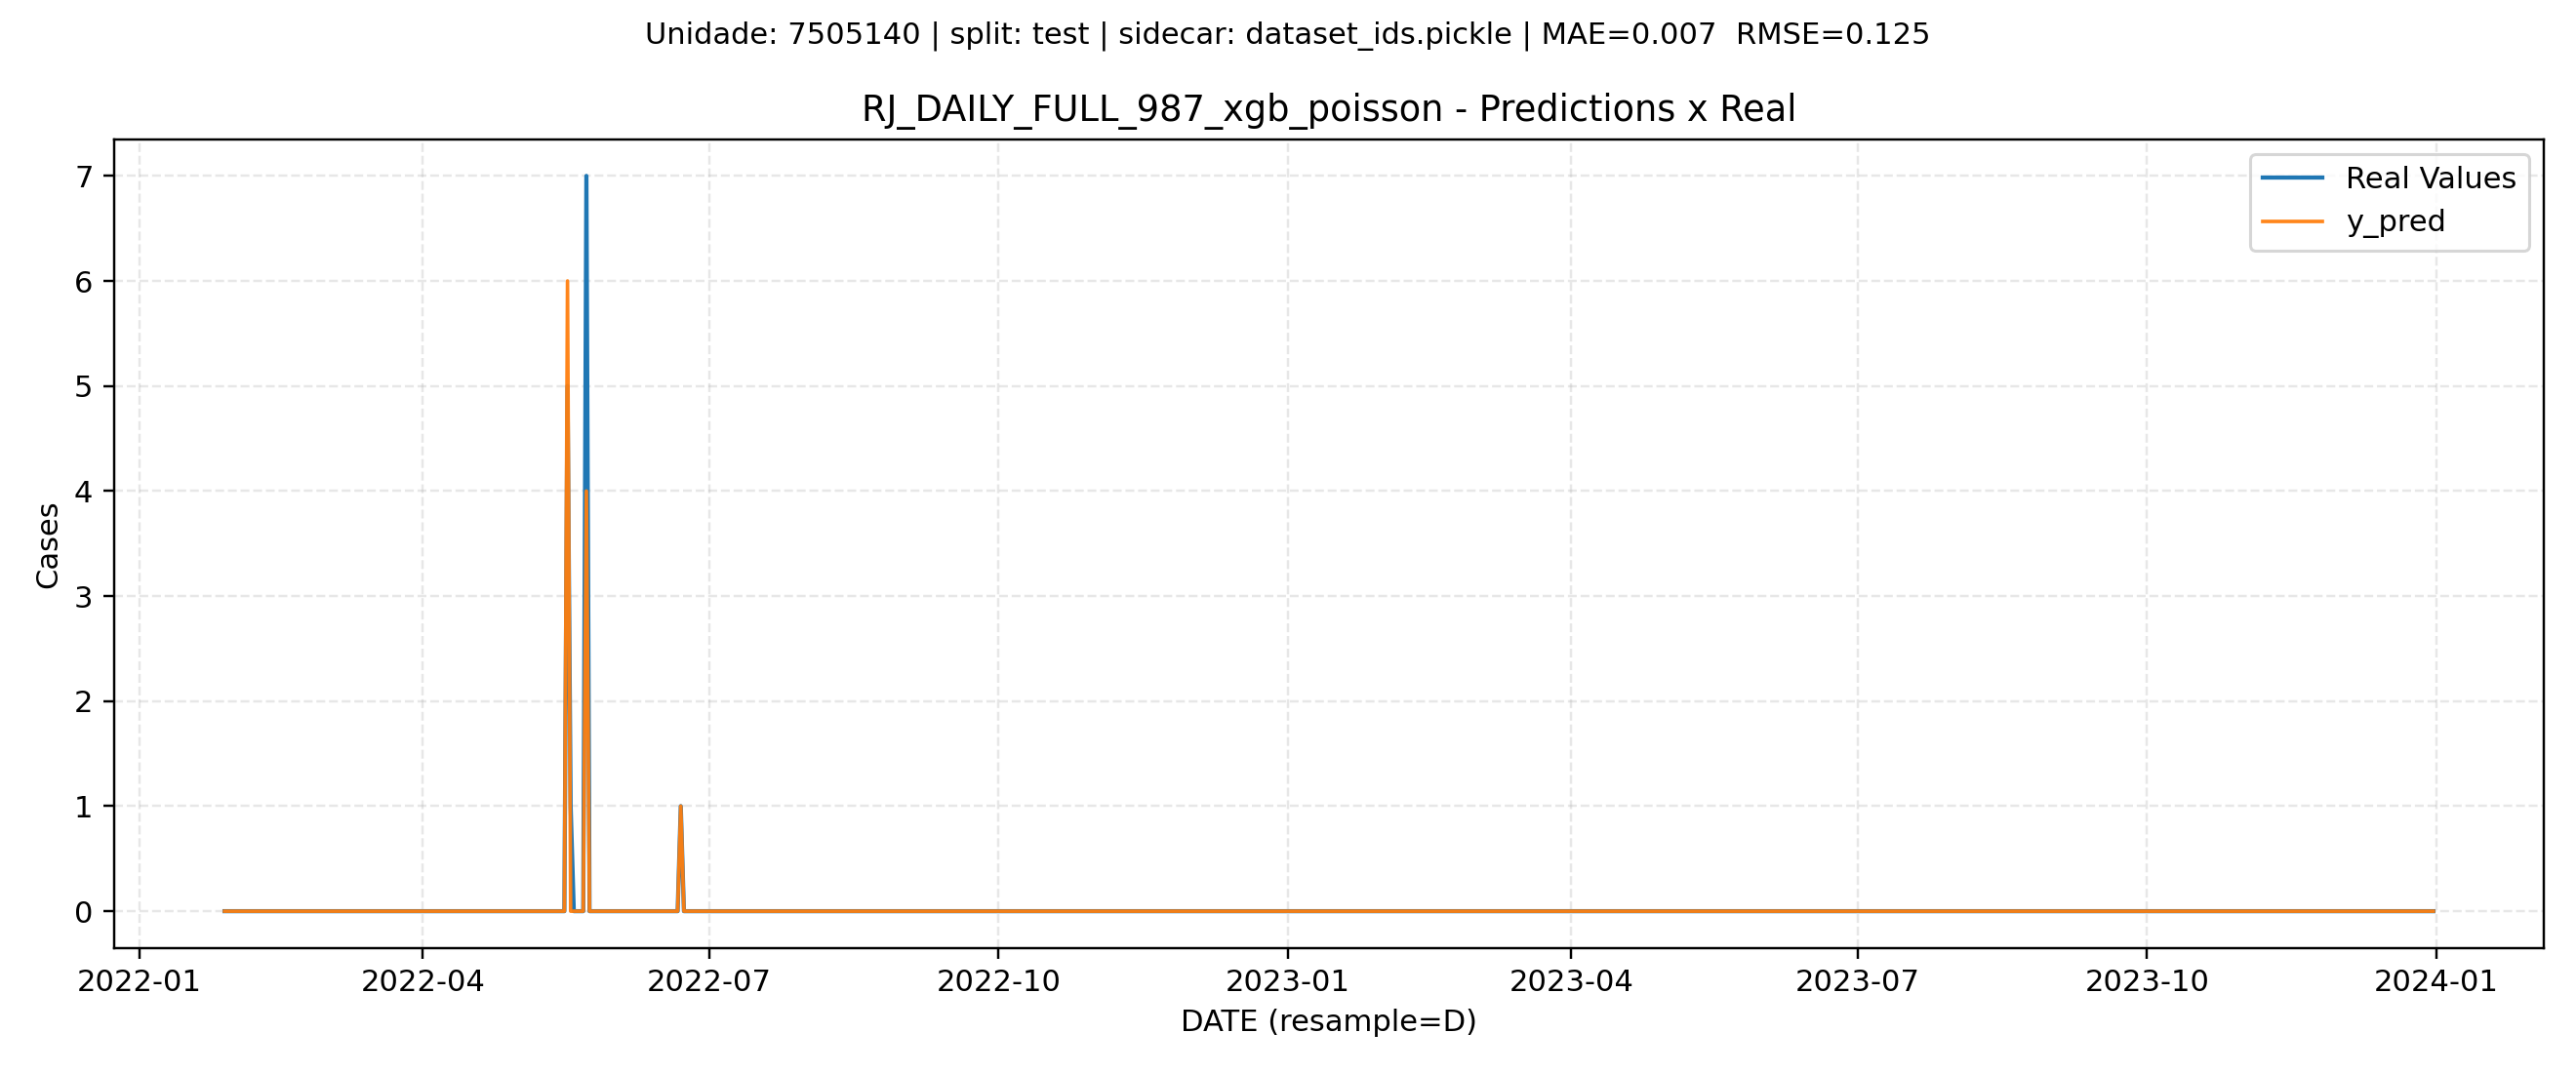 Unidade: 7505140 | split: test | sidecar: dataset_ids.pickle | MAE=0.007  RMSE=0.125
RJ_DAILY_FULL_987_xgb_poisson - Predictions x Real
Real Values
y_pred
Cases
7
6
5
4
3
2
1
0
2022-01
2022-04
2022-07
2022-10
2023-01
2023-04
2023-07
2023-10
2024-01
DATE (resample=D)